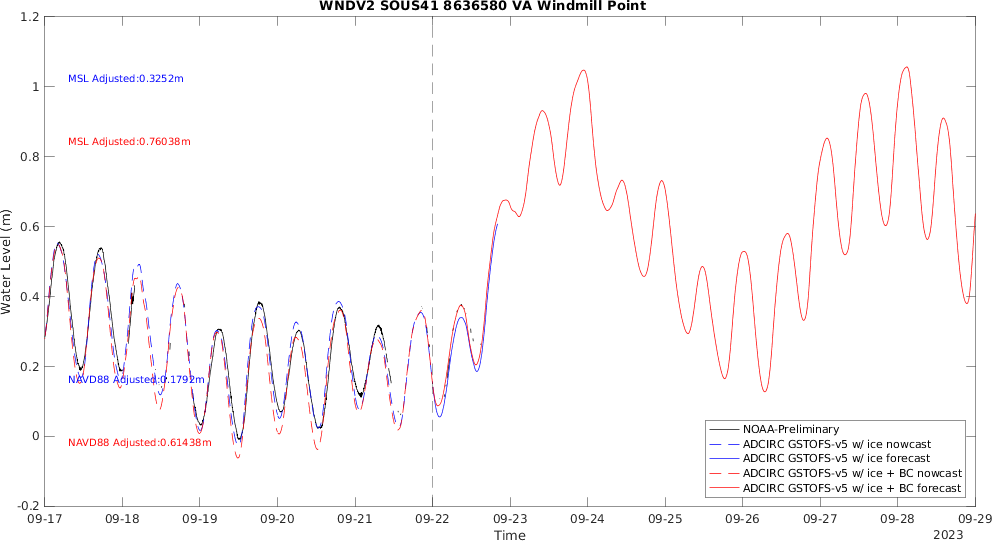 WNDV2 SOUS41 8636580 VA Windmill Point
1.2
1
0.8
0.6
0.4
0.2
0
-0.2
Water Level (m)
MSL Adjusted:0.3252m
MSL Adjusted:0.76038m
NAVD88 Adjusted:0.1792m
NAVD88 Adjusted:0.61438m
NOAA-Preliminary
ADCIRC GSTOFS-v5 w/ ice nowcast
ADCIRC GSTOFS-v5 w/ ice forecast
ADCIRC GSTOFS-v5 w/ ice + BC nowcast
ADCIRC GSTOFS-v5 w/ ice + BC forecast
09-17 09-18 09-19 09-20 09-21 09-22 09-23 09-24 09-25 09-26 09-27 09-28 09-29
Time
2023